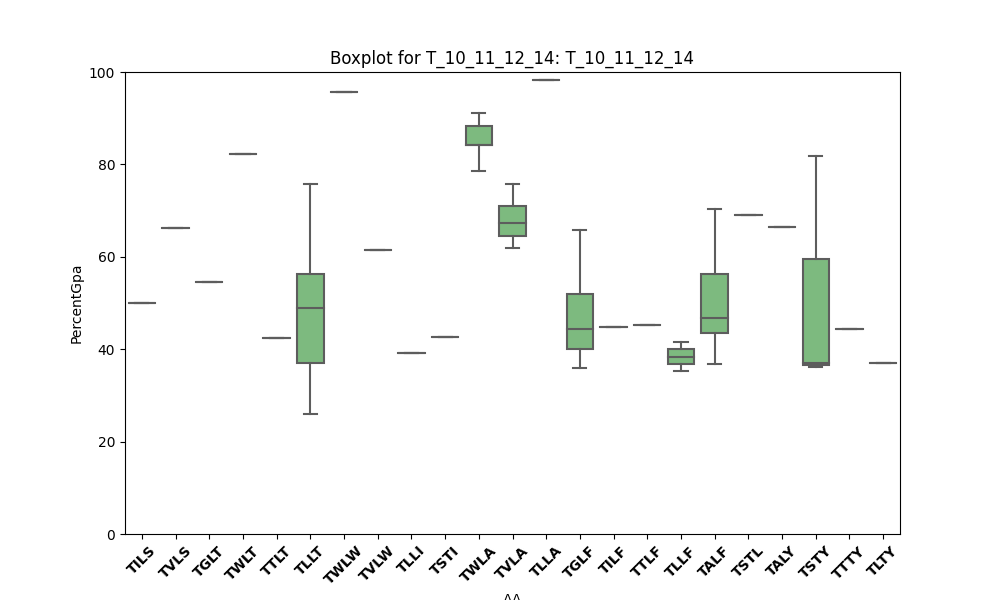 Boxplot for T_10_11_12_14: T_10_11_12_14
100
80
60
40
20
0
PercentGpa
TILS TVLS TGLT TWLT TTLT TLLT TWLW TVLW TLLI TSTI TWLA TVLA TLLA TGLF TILF TTLF TLLF TALF TSTL TALY TSTY TTTY TLTY
AA